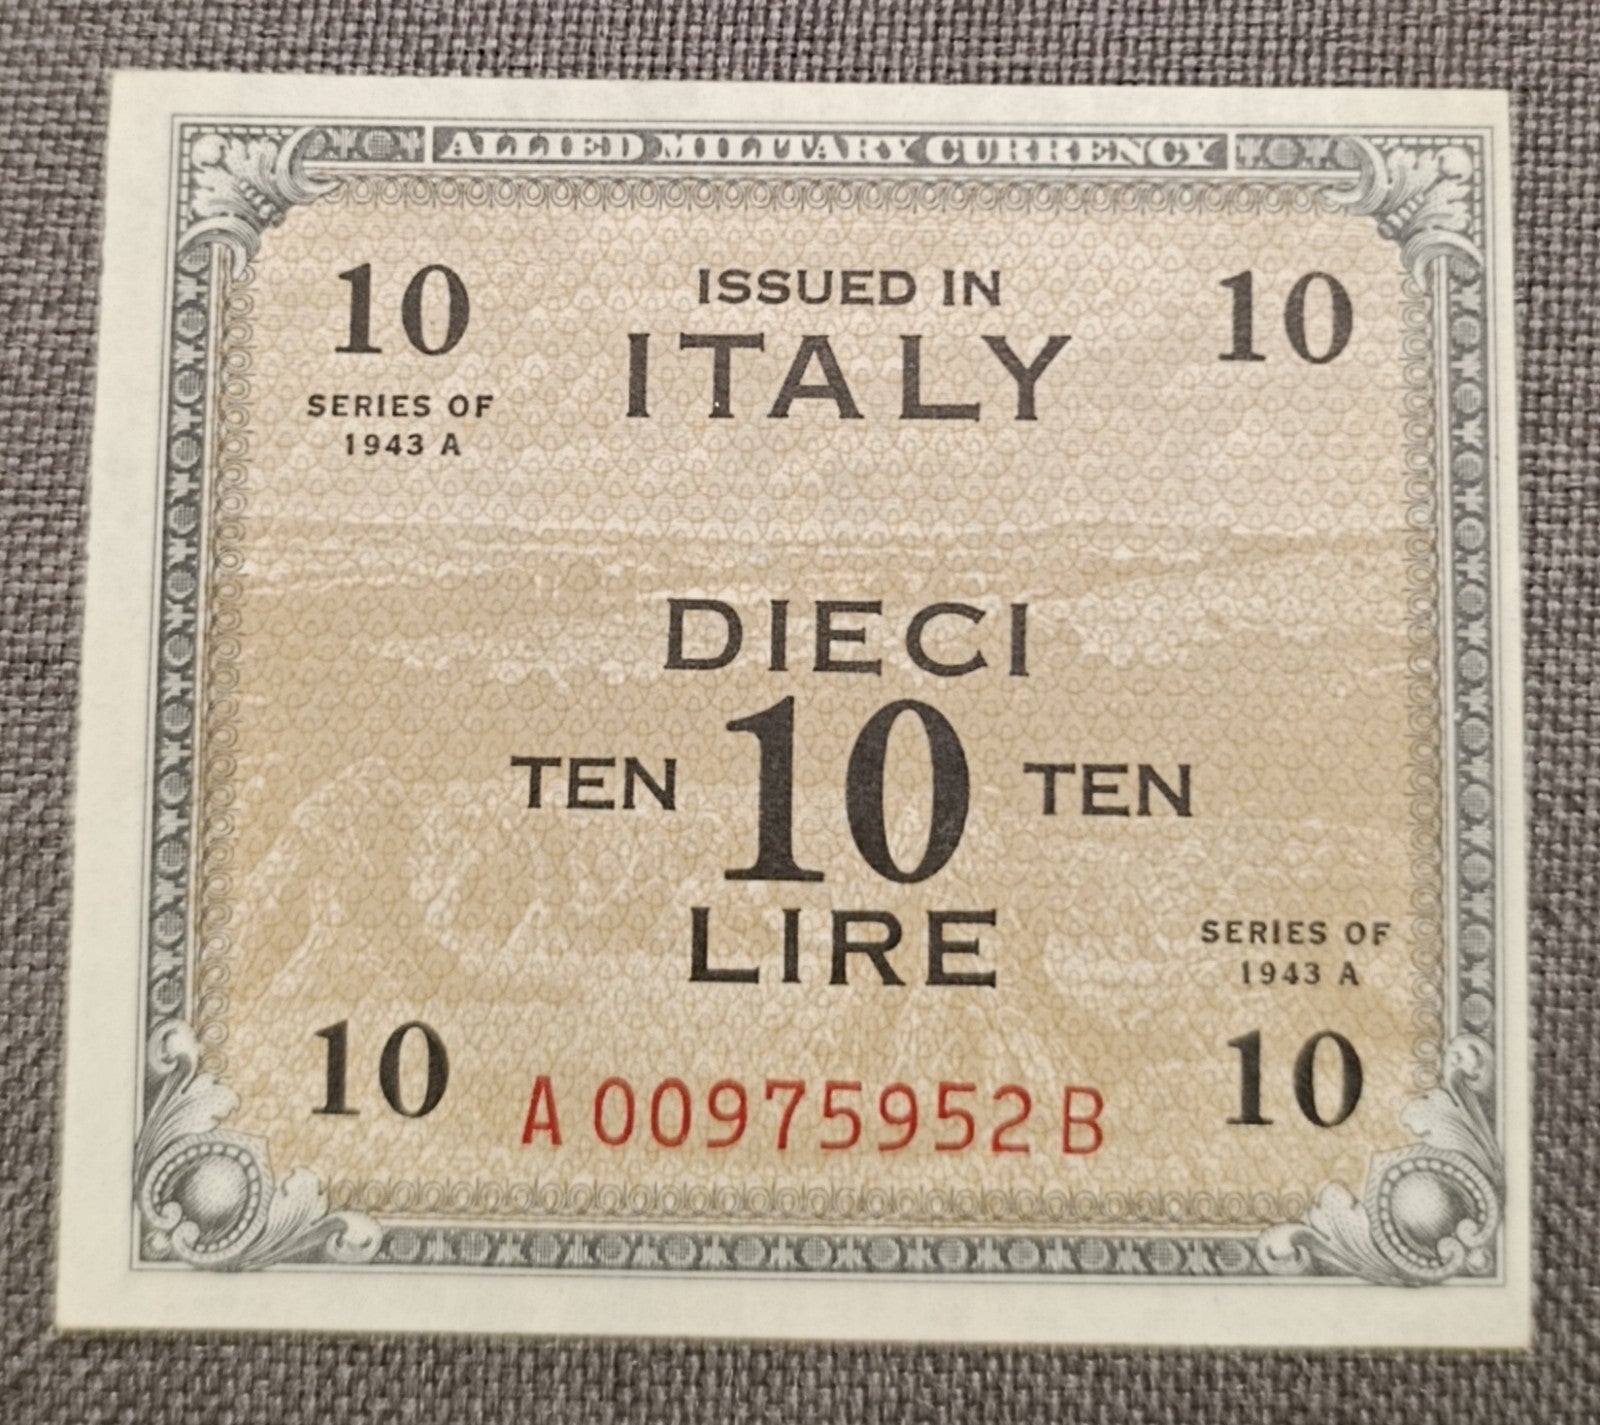 ALLIED MILITARY CURRENCY
10 ISSUED IN 10
ITALY
SERIES OF
1943 A
DIECI
TEN 10 TEN
LIRE
SERIES OF
1943 A
10 A00975952B 10